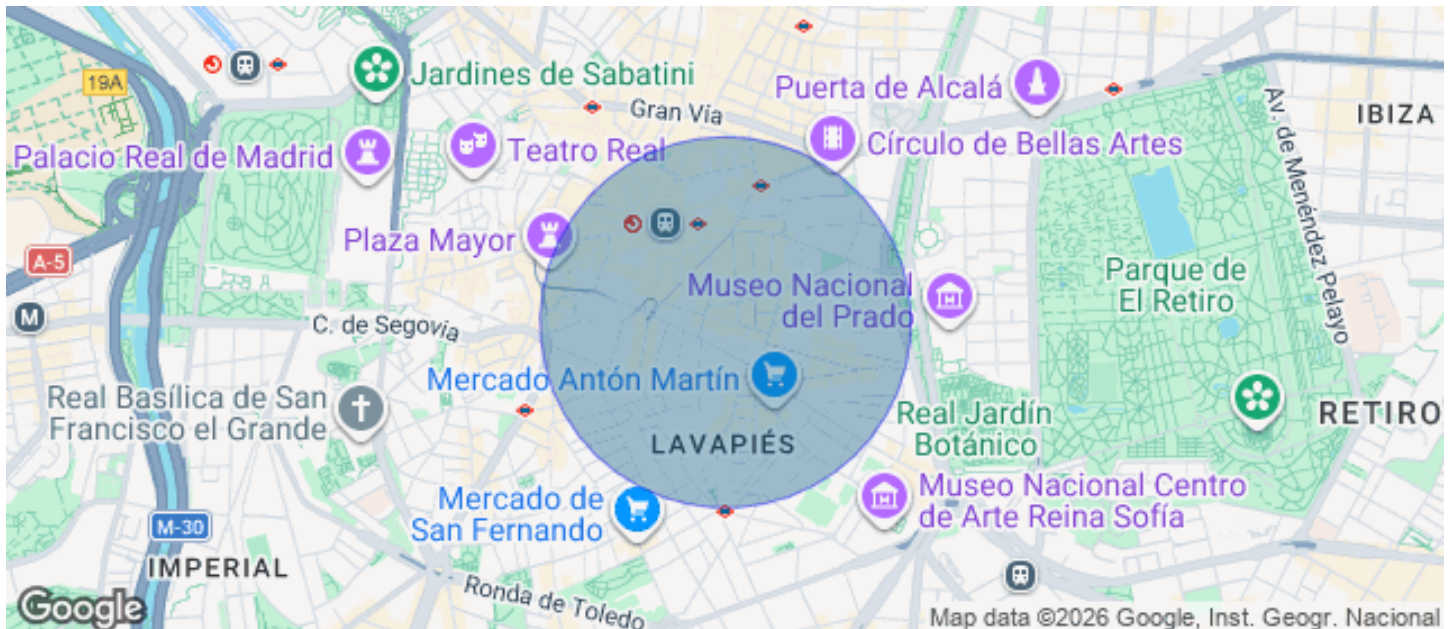 19A
Jardines de Sabatini
Gran Vía
Puerta de Alcalá
Av. de Menéndez Pelayo
IBIZA
Palacio Real de Madrid
Teatro Real
Círculo de Bellas Artes
Plaza Mayor
A-5
Museo Nacional
del Prado
Parque de
El Retiro
M
C. de Segovia
Mercado Antón Martín
Real Basílica de San
Francisco el Grande
LAVAPIÉS
Real Jardín
Botánico
RETIRO
Mercado de
San Fernando
Museo Nacional Centro
de Arte Reina Sofía
M-30
IMPERIAL
Ronda de Toledo
Google
Map data ©2026 Google, Inst. Geogr. Nacional